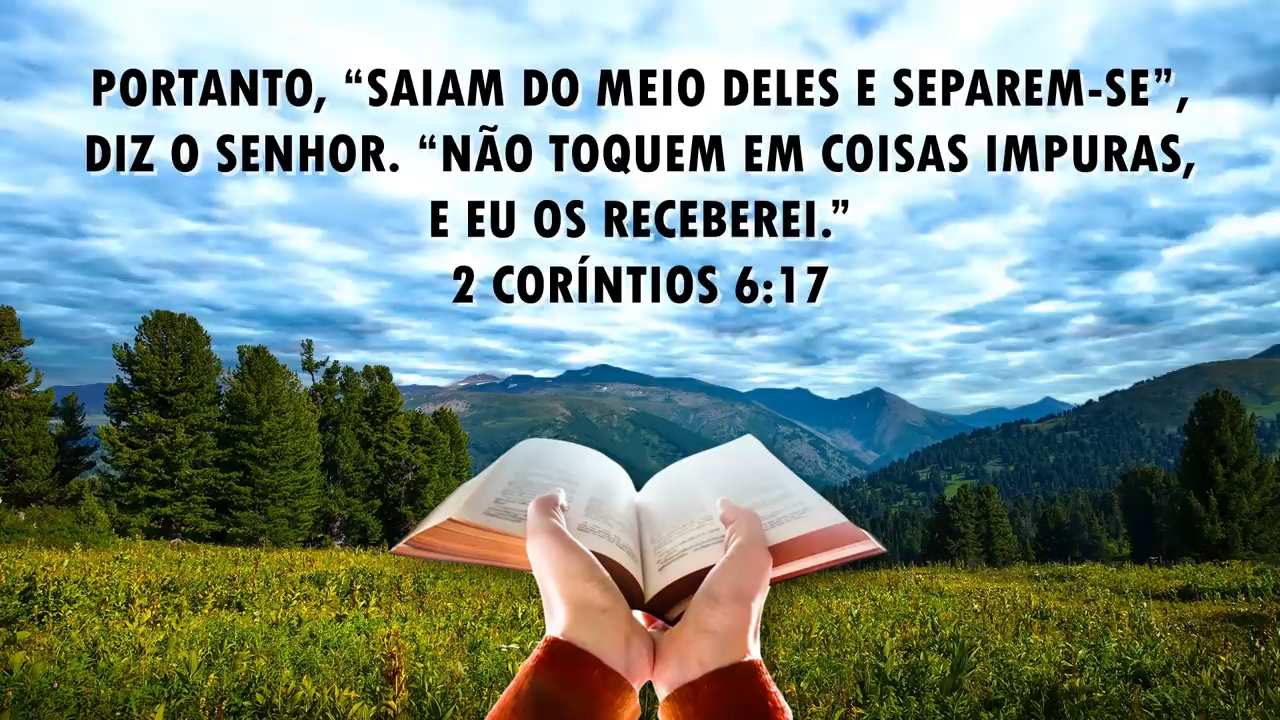 PORTANTO, “SAIAM DO MEIO DELES E SEPAREM-SE”,
DIZ O SENHOR. “NÃO TOQUEM EM COISAS IMPURAS,
E EU OS RECEBEREI.”
2 CORÍNTIOS 6:17